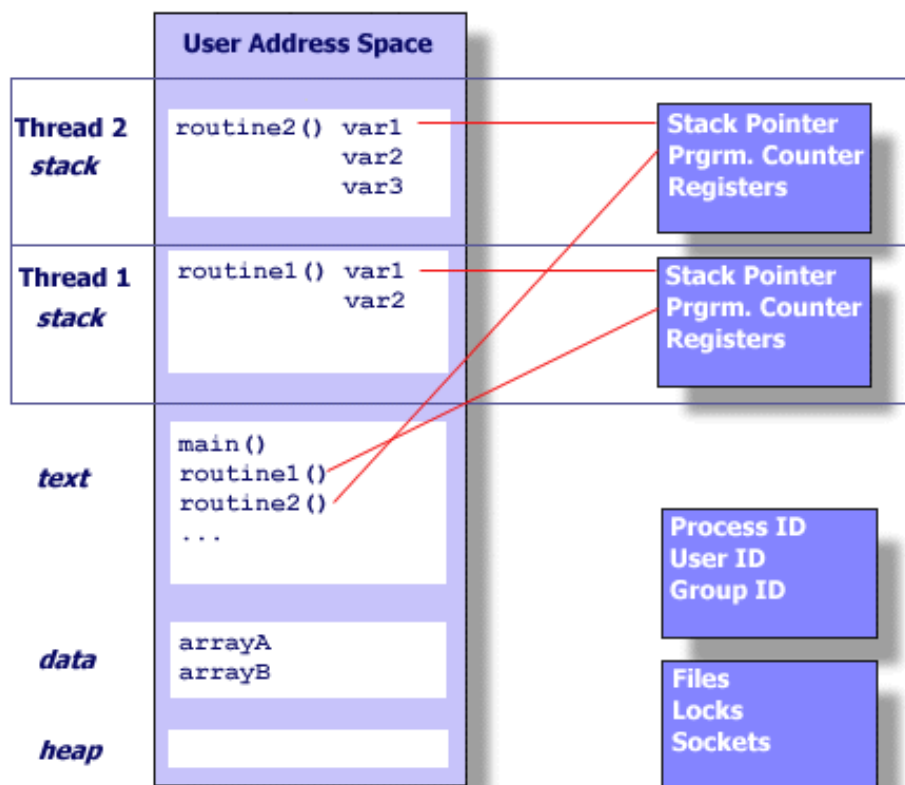 User Address Space
Thread 2
stack
routine2() var1
var2
var3
Stack Pointer
Prgrm. Counter
Registers
Thread 1
stack
routine1() var1
var2
Stack Pointer
Prgrm. Counter
Registers
text
main()
routine1()
routine2()
...
Process ID
User ID
Group ID
data
arrayA
arrayB
Files
Locks
Sockets
heap